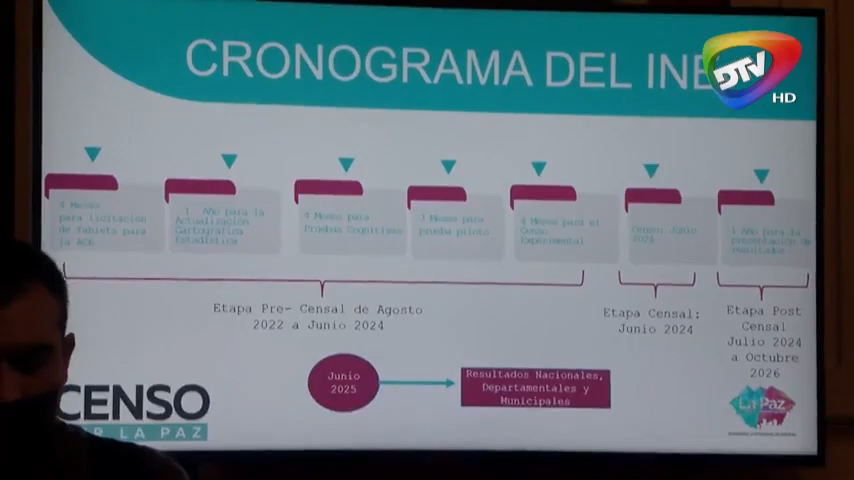 CRONOGRAMA DEL INE
DTV
HD
4 Meses
para Licitación
de Tablets para
la ACE
1 Año para la
Actualización
Cartográfica
Estadística
4 Meses para
Pruebas Cognitivas
3 Meses para
prueba piloto
4 Meses para el
Censo
Experimental
Censo: Junio
2024
1 Año para la
presentación de
resultados
Etapa Pre- Censal de Agosto
2022 a Junio 2024
Etapa Censal:
Junio 2024
Etapa Post
Censal
Julio 2024
a Octubre
2026
Junio
2025
Resultados Nacionales,
Departamentales y
Municipales
CENSO
LA PAZ
La Paz